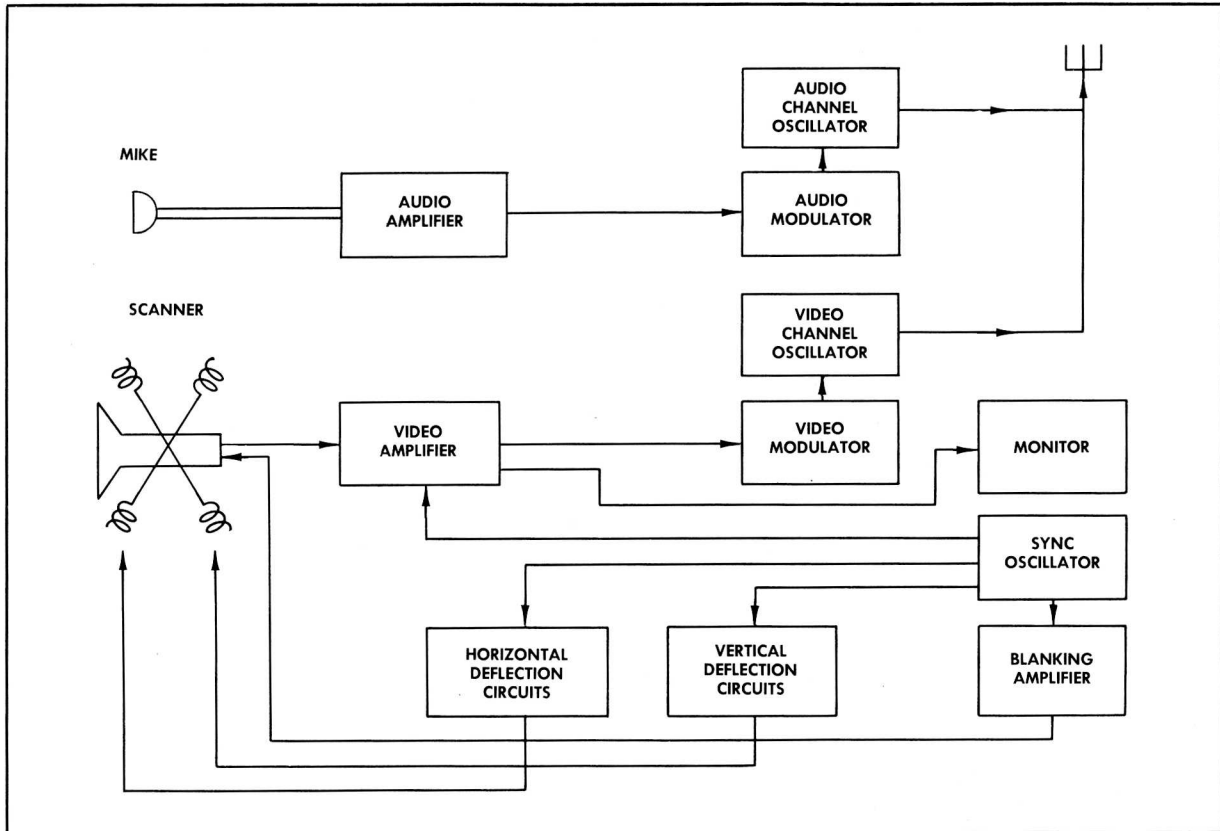 AUDIO
CHANNEL
OSCILLATOR
MIKE
AUDIO
AMPLIFIER
AUDIO
MODULATOR
SCANNER
VIDEO
CHANNEL
OSCILLATOR
VIDEO
AMPLIFIER
VIDEO
MODULATOR
MONITOR
SYNC
OSCILLATOR
HORIZONTAL
DEFLECTION
CIRCUITS
VERTICAL
DEFLECTION
CIRCUITS
BLANKING
AMPLIFIER